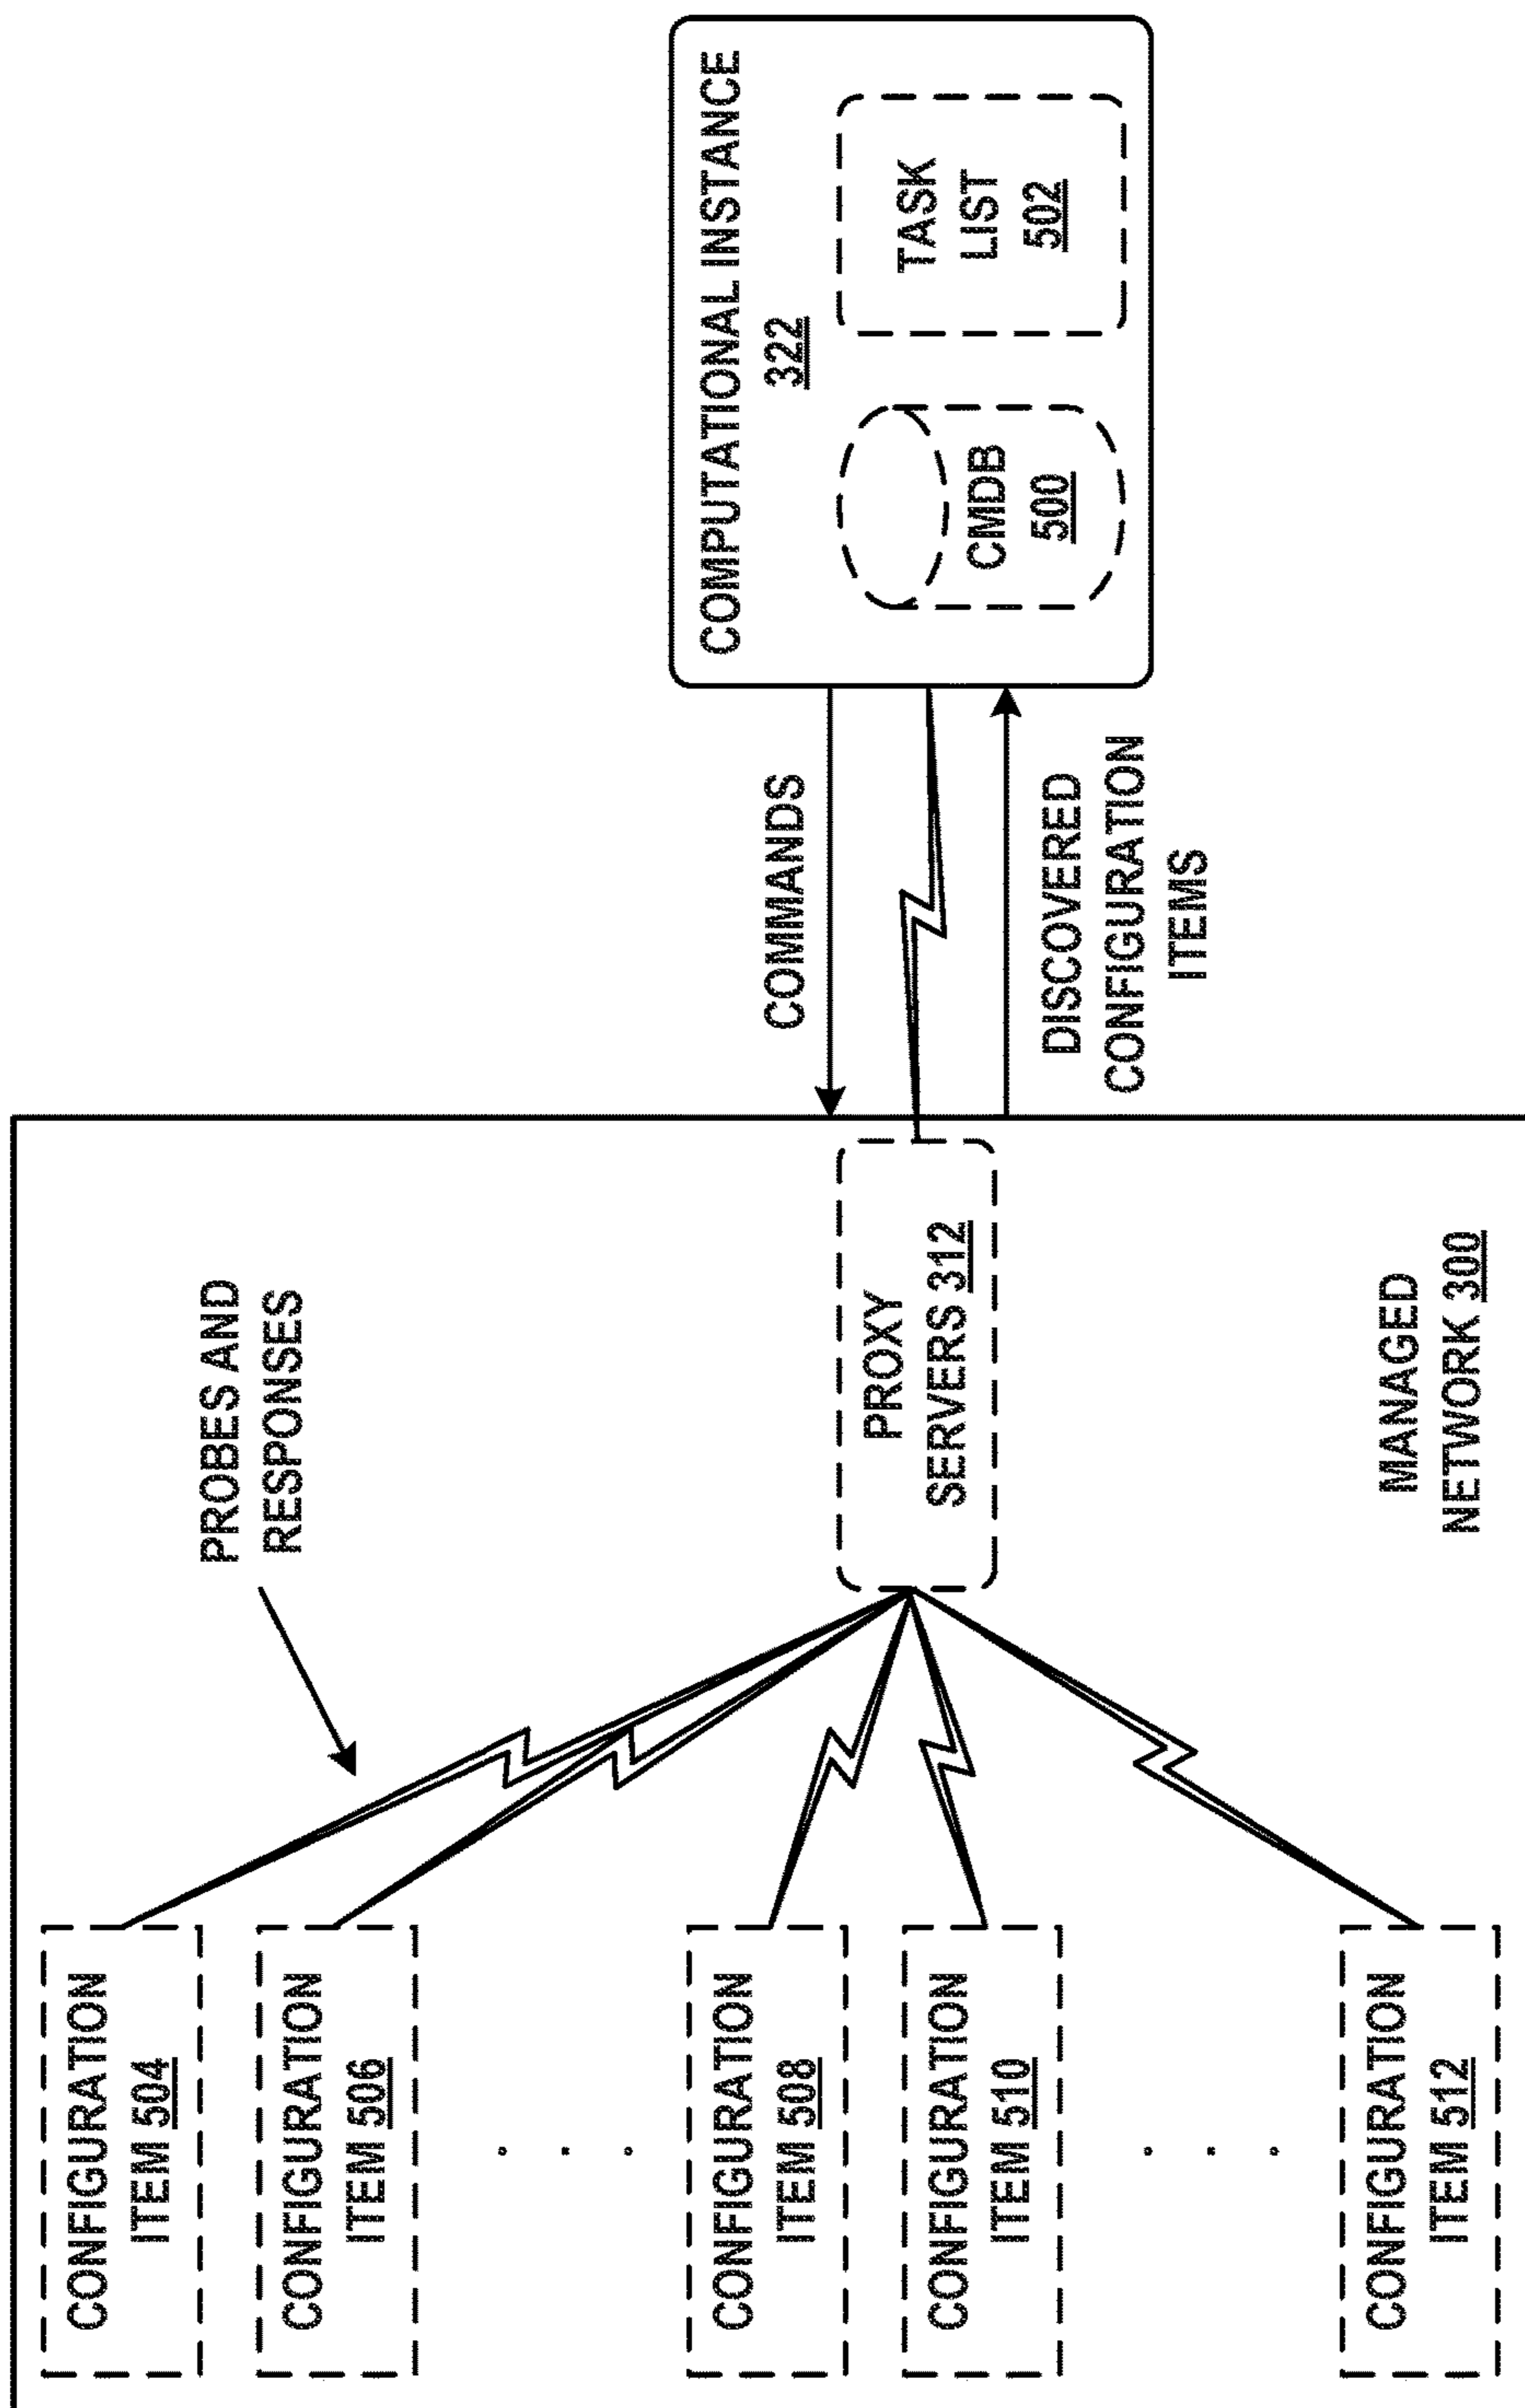 CONFIGURATION
ITEM 504
CONFIGURATION
ITEM 506
CONFIGURATION
ITEM 508
CONFIGURATION
ITEM 510
CONFIGURATION
ITEM 512
PROBES AND
RESPONSES
PROXY
SERVERS 312
MANAGED
NETWORK 300
COMMANDS
DISCOVERED
CONFIGURATION
ITEMS
COMPUTATIONAL INSTANCE
322
CMDB
500
TASK
LIST
502